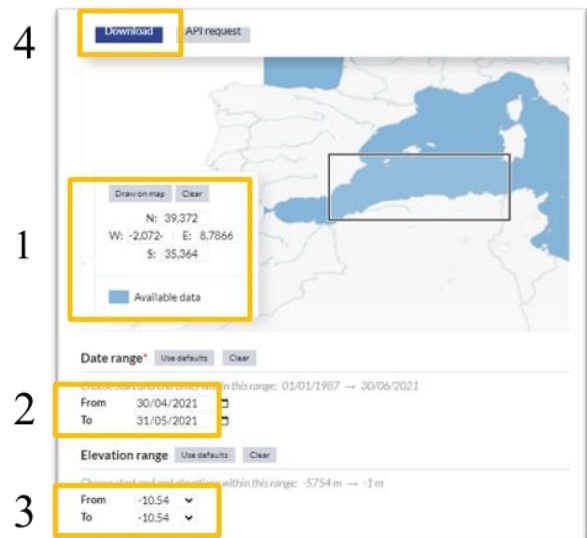 4
Download API request
1
Draw on map Clear
N: 39,372
W: -2,072 E: 8,7866
S: 35,364
Available data
Date range* Use defaults Clear
Choose start and end times within this range: 01/01/1987 → 30/06/2021
2
From 30/04/2021
To 31/05/2021
Elevation range Use defaults Clear
Choose start and end elevations within this range: -5754 m → -1 m
3
From -10.54
To -10.54